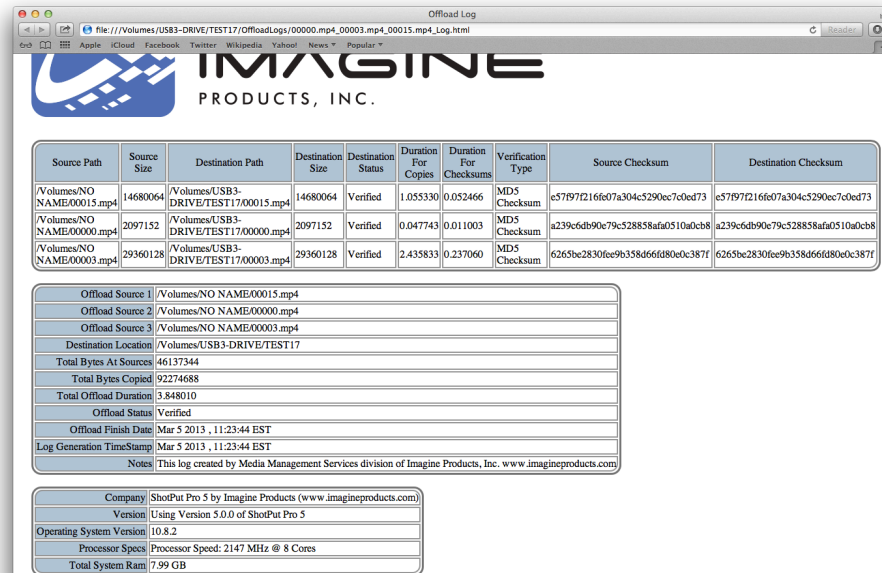 Offload Log
file:///Volumes/USB3-DRIVE/TEST17/OffloadLogs/00000.mp4_00003.mp4_00015.mp4_Log.html
Reader
Apple iCloud Facebook Twitter Wikipedia Yahoo! News Popular
IMAGINE
PRODUCTS, INC.
Source Path Source Size Destination Path Destination Size Destination Status Duration For Copies Duration For Checksums Verification Type Source Checksum Destination Checksum
/Volumes/NO NAME/00015.mp4 14680064 /Volumes/USB3-DRIVE/TEST17/00015.mp4 14680064 Verified 1.055330 0.052466 MD5 Checksum e57f97f216fe07a304c5290ec7c0ed73 e57f97f216fe07a304c5290ec7c0ed73
/Volumes/NO NAME/00000.mp4 2097152 /Volumes/USB3-DRIVE/TEST17/00000.mp4 2097152 Verified 0.047743 0.011003 MD5 Checksum a239c6db90e79c528858afa0510a0cb8 a239c6db90e79c528858afa0510a0cb8
/Volumes/NO NAME/00003.mp4 29360128 /Volumes/USB3-DRIVE/TEST17/00003.mp4 29360128 Verified 2.435833 0.237060 MD5 Checksum 6265be2830fee9b358d66fd80e0c387f 6265be2830fee9b358d66fd80e0c387f
Offload Source 1 /Volumes/NO NAME/00015.mp4
Offload Source 2 /Volumes/NO NAME/00000.mp4
Offload Source 3 /Volumes/NO NAME/00003.mp4
Destination Location /Volumes/USB3-DRIVE/TEST17
Total Bytes At Sources 46137344
Total Bytes Copied 92274688
Total Offload Duration 3.848010
Offload Status Verified
Offload Finish Date Mar 5 2013 , 11:23:44 EST
Log Generation TimeStamp Mar 5 2013 , 11:23:44 EST
Notes This log created by Media Management Services division of Imagine Products, Inc. www.imagineproducts.com
Company ShotPut Pro 5 by Imagine Products (www.imagineproducts.com)
Version Using Version 5.0.0 of ShotPut Pro 5
Operating System Version 10.8.2
Processor Specs Processor Speed: 2147 MHz @ 8 Cores
Total System Ram 7.99 GB